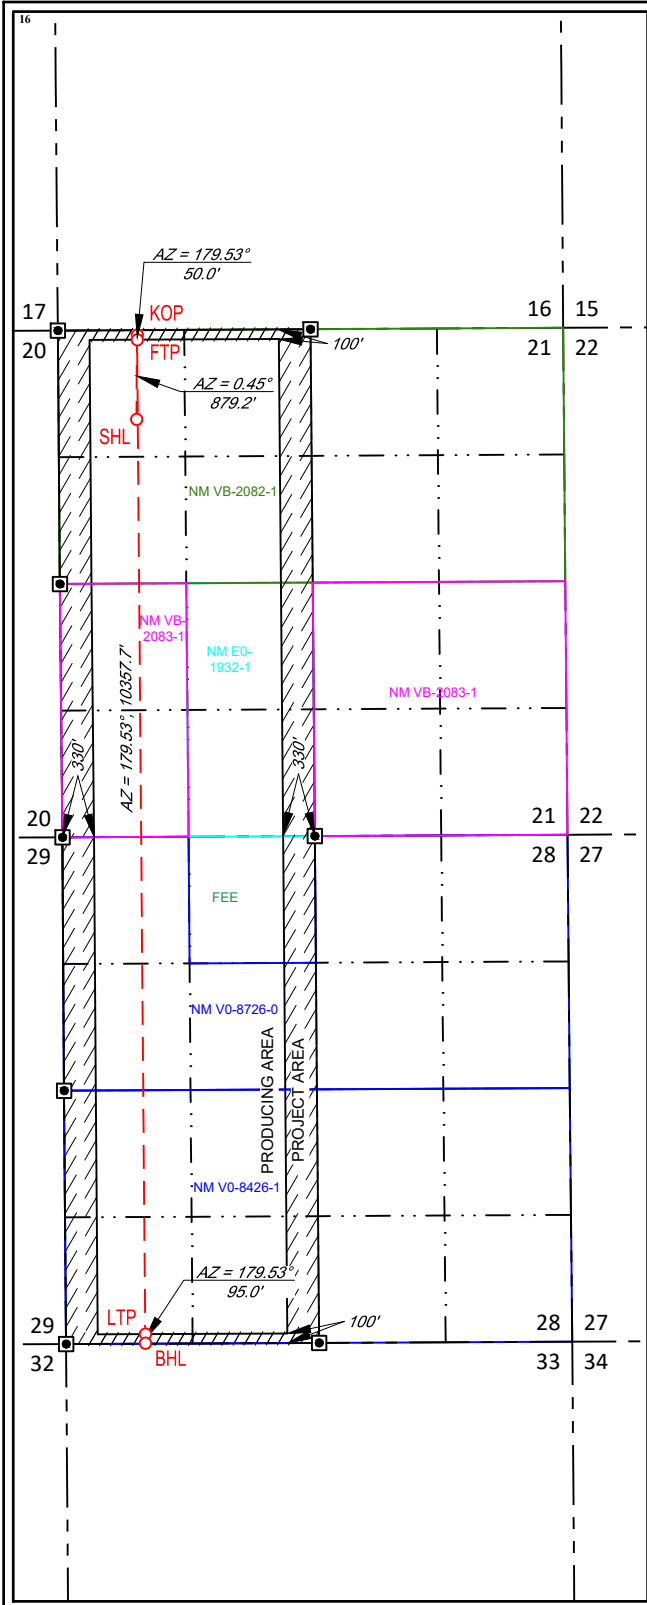 16
AZ = 179.53°
50.0'
17
KOP
16
15
20
FTP
100'
21
22
AZ = 0.45°
879.2'
SHL
NM VB-2082-1
NM VB-
2083-1
NM E0-
1932-1
NM VB-2083-1
AZ = 179.53°, 10357.7'
330'
330'
20
21
22
29
28
27
FEE
NM V0-8726-0
PRODUCING AREA
PROJECT AREA
NM V0-8426-1
AZ = 179.53°
95.0'
LTP
100'
29
28
27
32
BHL
33
34